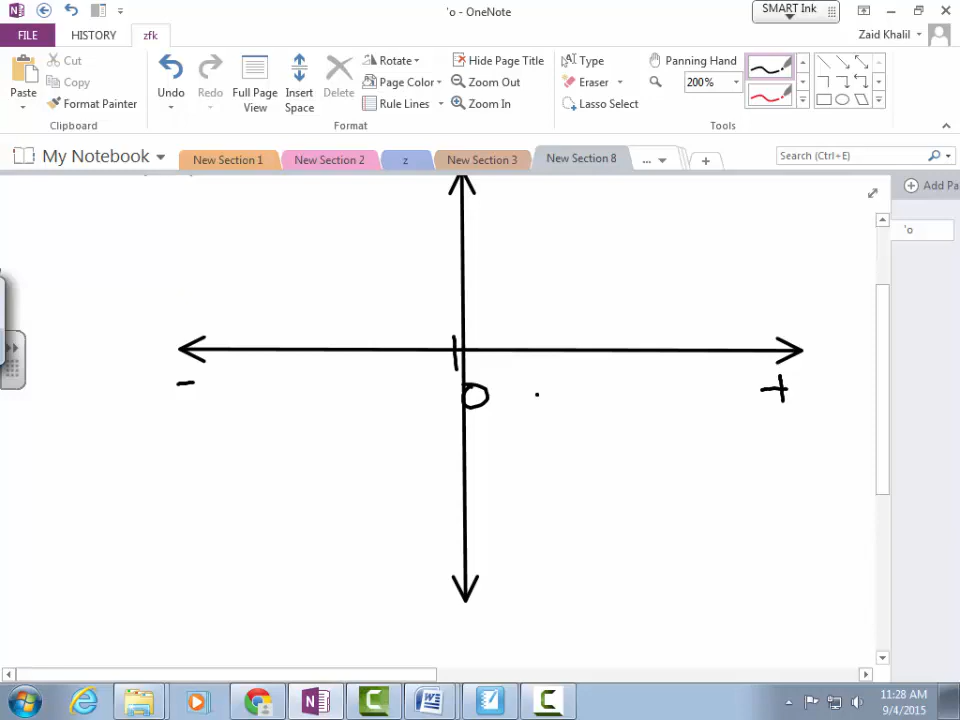 'o - OneNote
SMART Ink
FILE
HISTORY
zfk
Zaid Khalil
Paste
Cut
Copy
Format Painter
Clipboard
Undo
Redo
Full Page View
Insert Space
Delete
Rotate
Page Color
Rule Lines
Hide Page Title
Zoom Out
Zoom In
Format
Type
Eraser
Lasso Select
Panning Hand
200%
Tools
My Notebook
New Section 1
New Section 2
z
New Section 3
New Section 8
...
+
Search (Ctrl+E)
Add Pa
'o
-
0
+
11:28 AM
9/4/2015